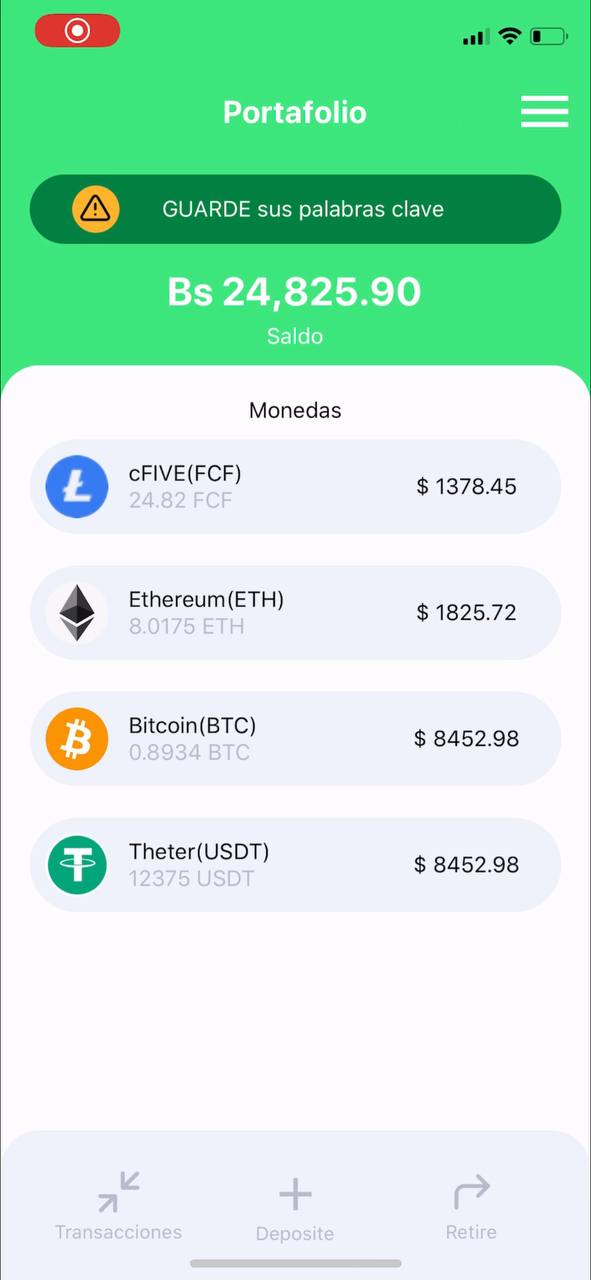 Portafolio
GUARDE sus palabras clave
Bs 24,825.90
Saldo
Monedas
cFIVE(FCF)
24.82 FCF
$ 1378.45
Ethereum(ETH)
8.0175 ETH
$ 1825.72
Bitcoin(BTC)
0.8934 BTC
$ 8452.98
Theter(USDT)
12375 USDT
$ 8452.98
Transacciones
Deposite
Retire